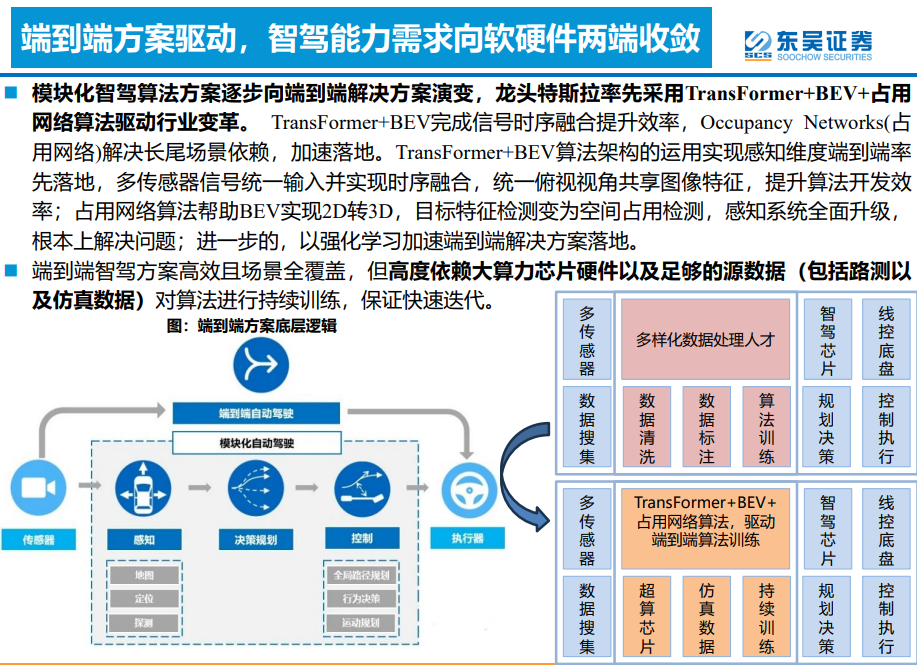 端到端方案驱动，智驾能力需求向软硬件两端收敛
SCS
东吴证券
SOOCHOW SECURITIES
模块化智驾算法方案逐步向端到端解决方案演变，龙头特斯拉率先采用TransFormer+BEV+占用
网络算法驱动行业变革。 TransFormer+BEV完成信号时序融合提升效率，Occupancy Networks(占
用网络)解决长尾场景依赖，加速落地。TransFormer+BEV算法架构的运用实现感知维度端到端率
先落地，多传感器信号统一输入并实现时序融合，统一俯视视角共享图像特征，提升算法开发效
率；占用网络算法帮助BEV实现2D转3D，目标特征检测变为空间占用检测，感知系统全面升级，
根本上解决问题；进一步的，以强化学习加速端到端解决方案落地。
端到端智驾方案高效且场景全覆盖，但高度依赖大算力芯片硬件以及足够的源数据（包括路测以
及仿真数据）对算法进行持续训练，保证快速迭代。
图：端到端方案底层逻辑
端到端自动驾驶
模块化自动驾驶
传感器
感知
决策规划
控制
执行器
地图
定位
探测
全局路径规划
行为决策
运动规划
多传感器
多样化数据处理人才
智驾芯片
线控底盘
数据搜集
数据清洗
数据标注
算法训练
规划决策
控制执行
多传感器
TransFormer+BEV+
占用网络算法，驱动
端到端算法训练
智驾芯片
线控底盘
数据搜集
超算芯片
仿真数据
持续训练
规划决策
控制执行